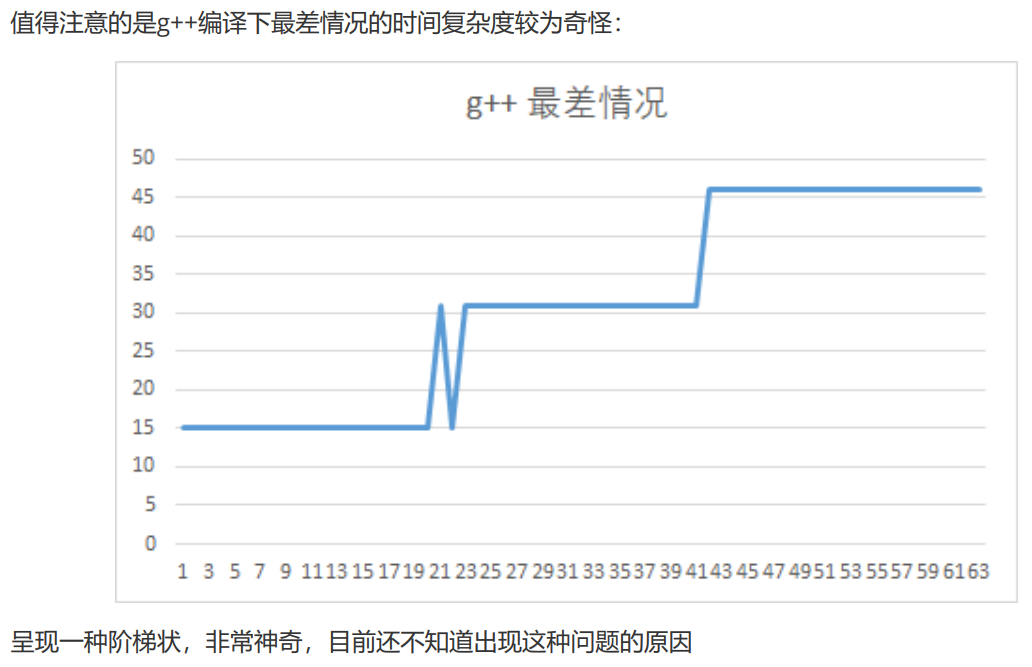 值得注意的是g++编译下最差情况的时间复杂度较为奇怪：
g++ 最差情况
50
45
40
35
30
25
20
15
10
5
0
1 3 5 7 9 11 13 15 17 19 21 23 25 27 29 31 33 35 37 39 41 43 45 47 49 51 53 55 57 59 61 63
呈现一种阶梯状，非常神奇，目前还不知道出现这种问题的原因